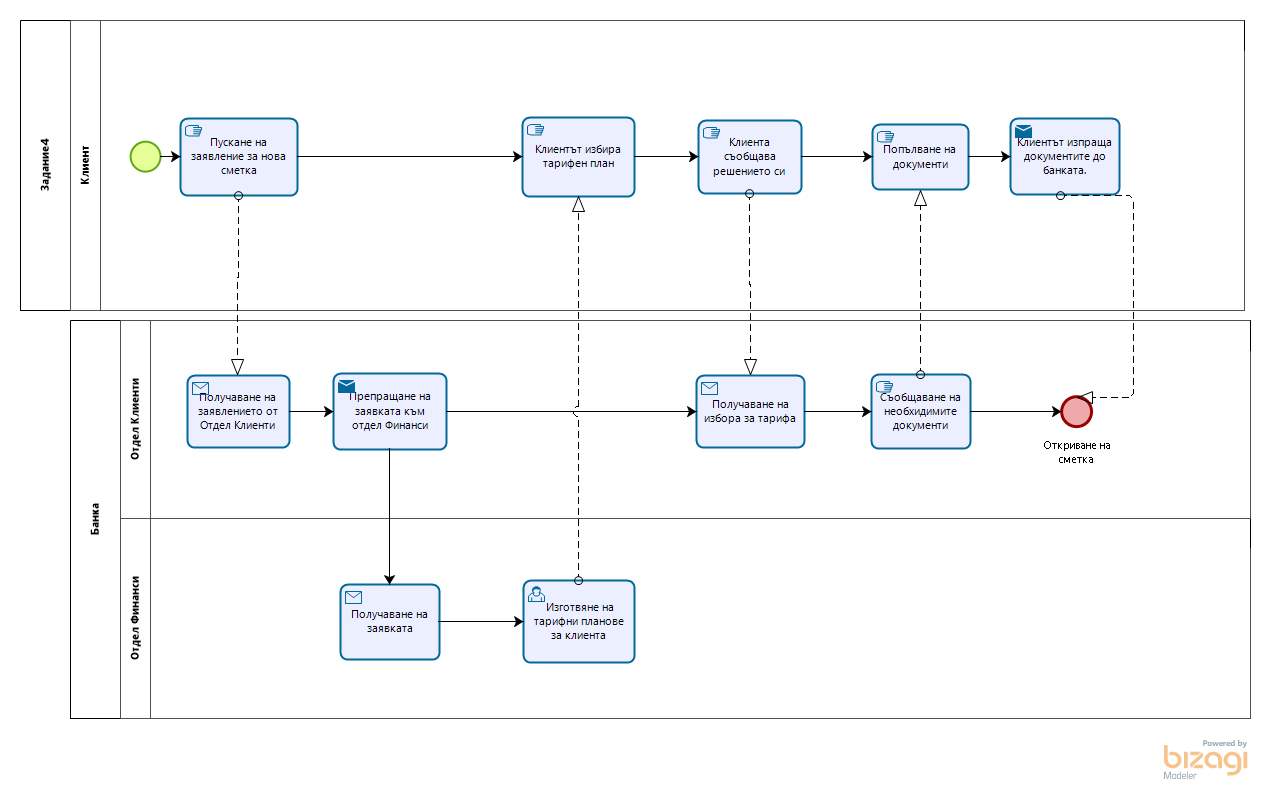 Задание4
Клиент
Пускане на
заявление за нова
сметка
Клиентът избира
тарифен план
Клиента
съобщава
решението си
Попълване на
документи
Клиентът изпраща
документите до
банката.
Банка
Отдел Клиенти
Получаване на
заявлението от
Отдел Клиенти
Препращане на
заявката към
отдел Финанси
Получаване на
избора за тарифа
Съобщаване на
необхидимите
документи
Откриване на
сметка
Отдел Финанси
Получаване на
заявката
Изготвяне на
тарифни планове
за клиента
Powered by
bizagi
Modeler